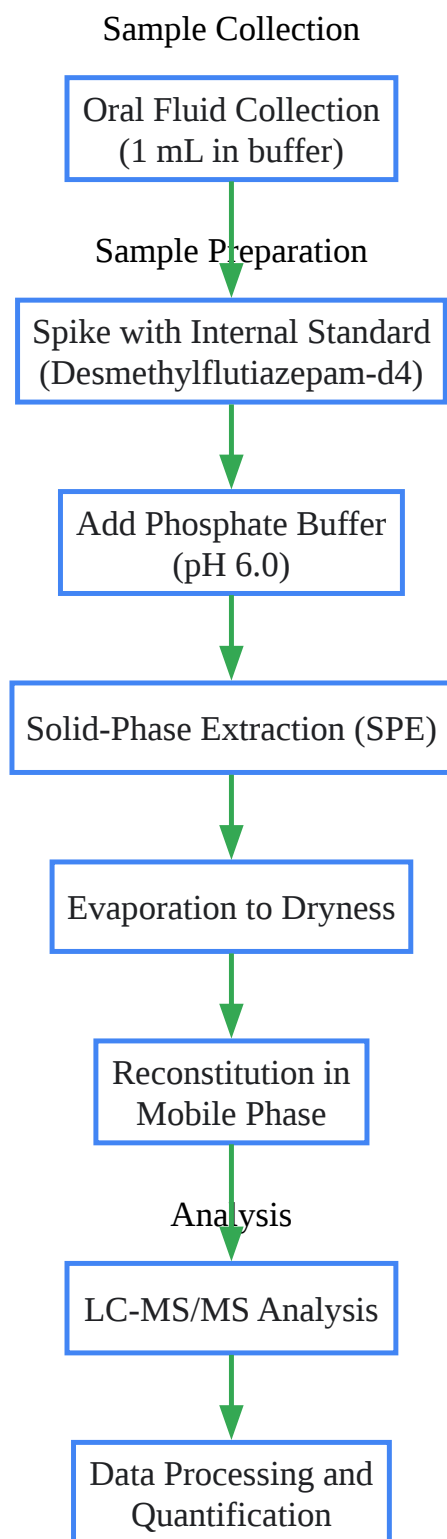 Sample Collection
Oral Fluid Collection
(1 mL in buffer)
Sample Preparation
Spike with Internal Standard
(Desmethylflutiazepam-d4)
Add Phosphate Buffer
(pH 6.0)
Solid-Phase Extraction (SPE)
Evaporation to Dryness
Reconstitution in
Mobile Phase
Analysis
LC-MS/MS Analysis
Data Processing and
Quantification